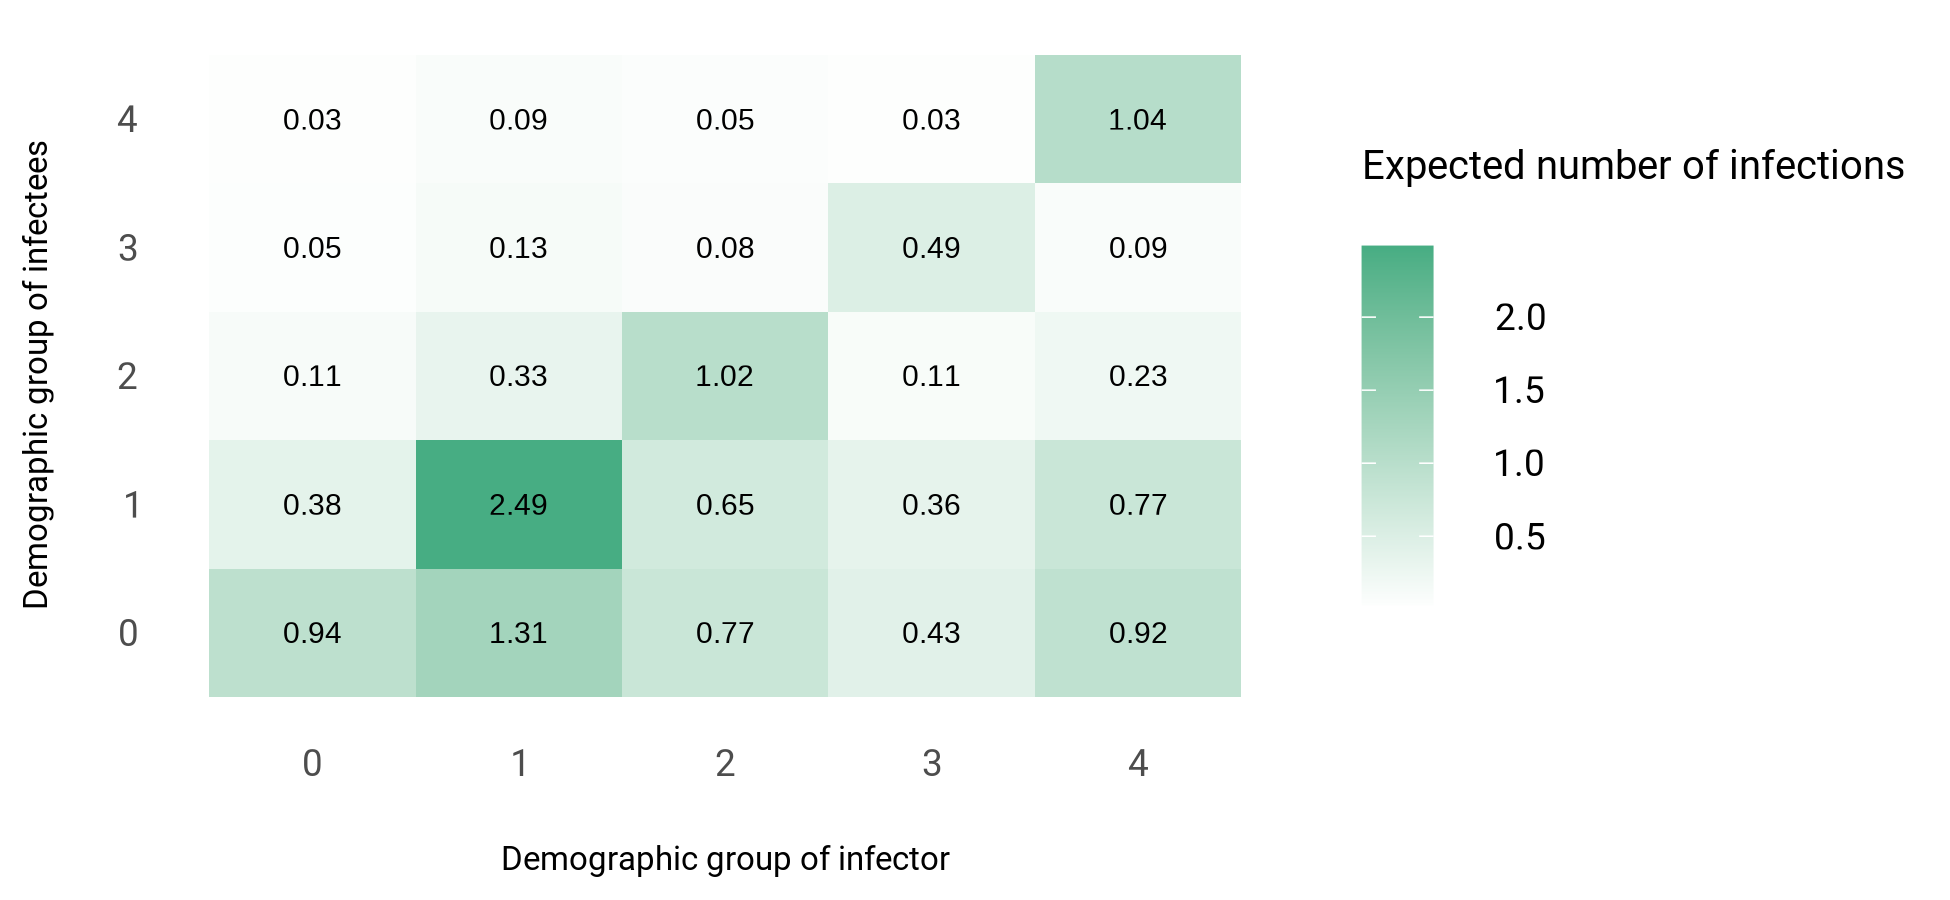 4 0.03 0.09 0.05 0.03 1.04
3 0.05 0.13 0.08 0.49 0.09
2 0.11 0.33 1.02 0.11 0.23
1 0.38 2.49 0.65 0.36 0.77
0 0.94 1.31 0.77 0.43 0.92
0 1 2 3 4
Demographic group of infector
Demographic group of infectees
Expected number of infections
2.0
1.5
1.0
0.5